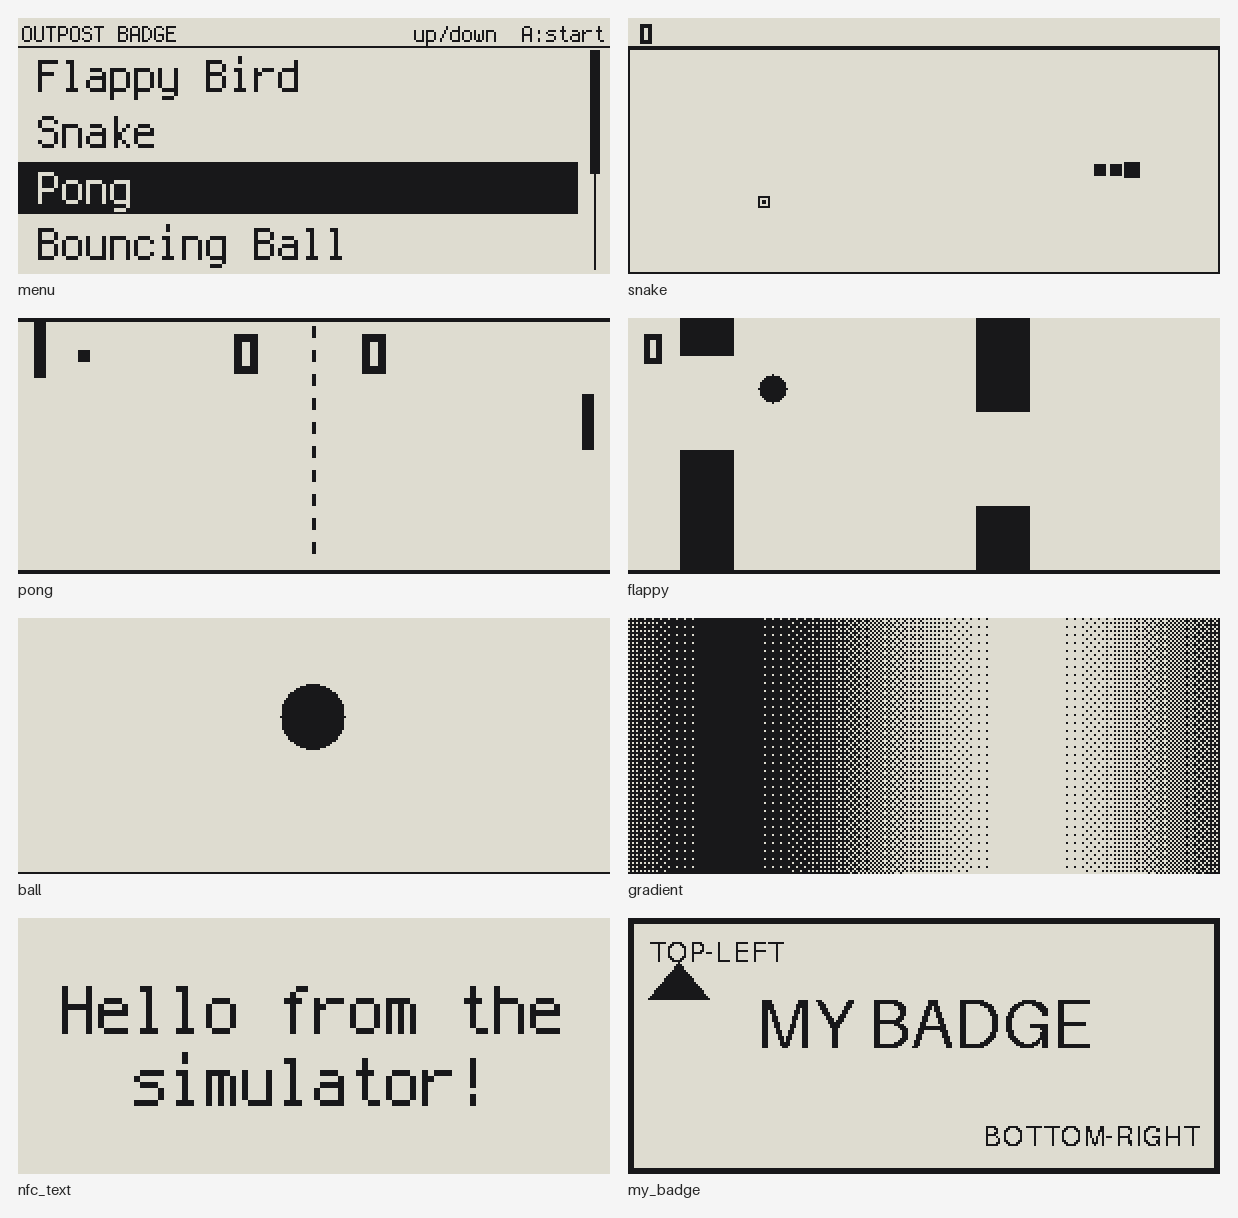 OUTPOST BADGE up/down A:start
Flappy Bird
Snake
Pong
Bouncing Ball
menu
0
snake
0 0
pong
0
flappy
ball
gradient
Hello from the
simulator!
nfc_text
TOP-LEFT
MY BADGE
BOTTOM-RIGHT
my_badge